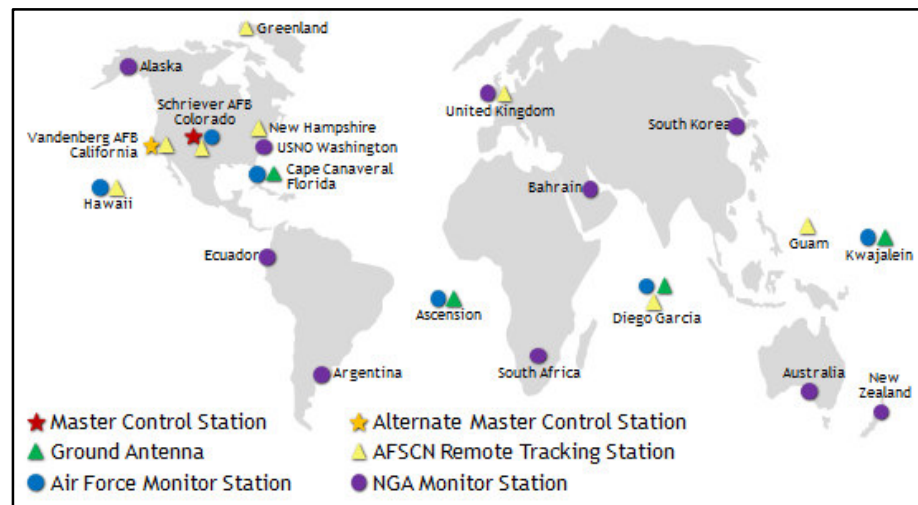 Greenland
Alaska
Schriever AFB
Colorado
United Kingdom
New Hampshire
South Korea
Vandenberg AFB
California
USNO Washington
Cape Canaveral
Florida
Bahrain
Hawaii
Guam
Kwajalein
Ecuador
Ascension
Diego Garcia
Argentina
South Africa
Australia
New
Zealand
Master Control Station
Alternate Master Control Station
Ground Antenna
AFSCN Remote Tracking Station
Air Force Monitor Station
NGA Monitor Station